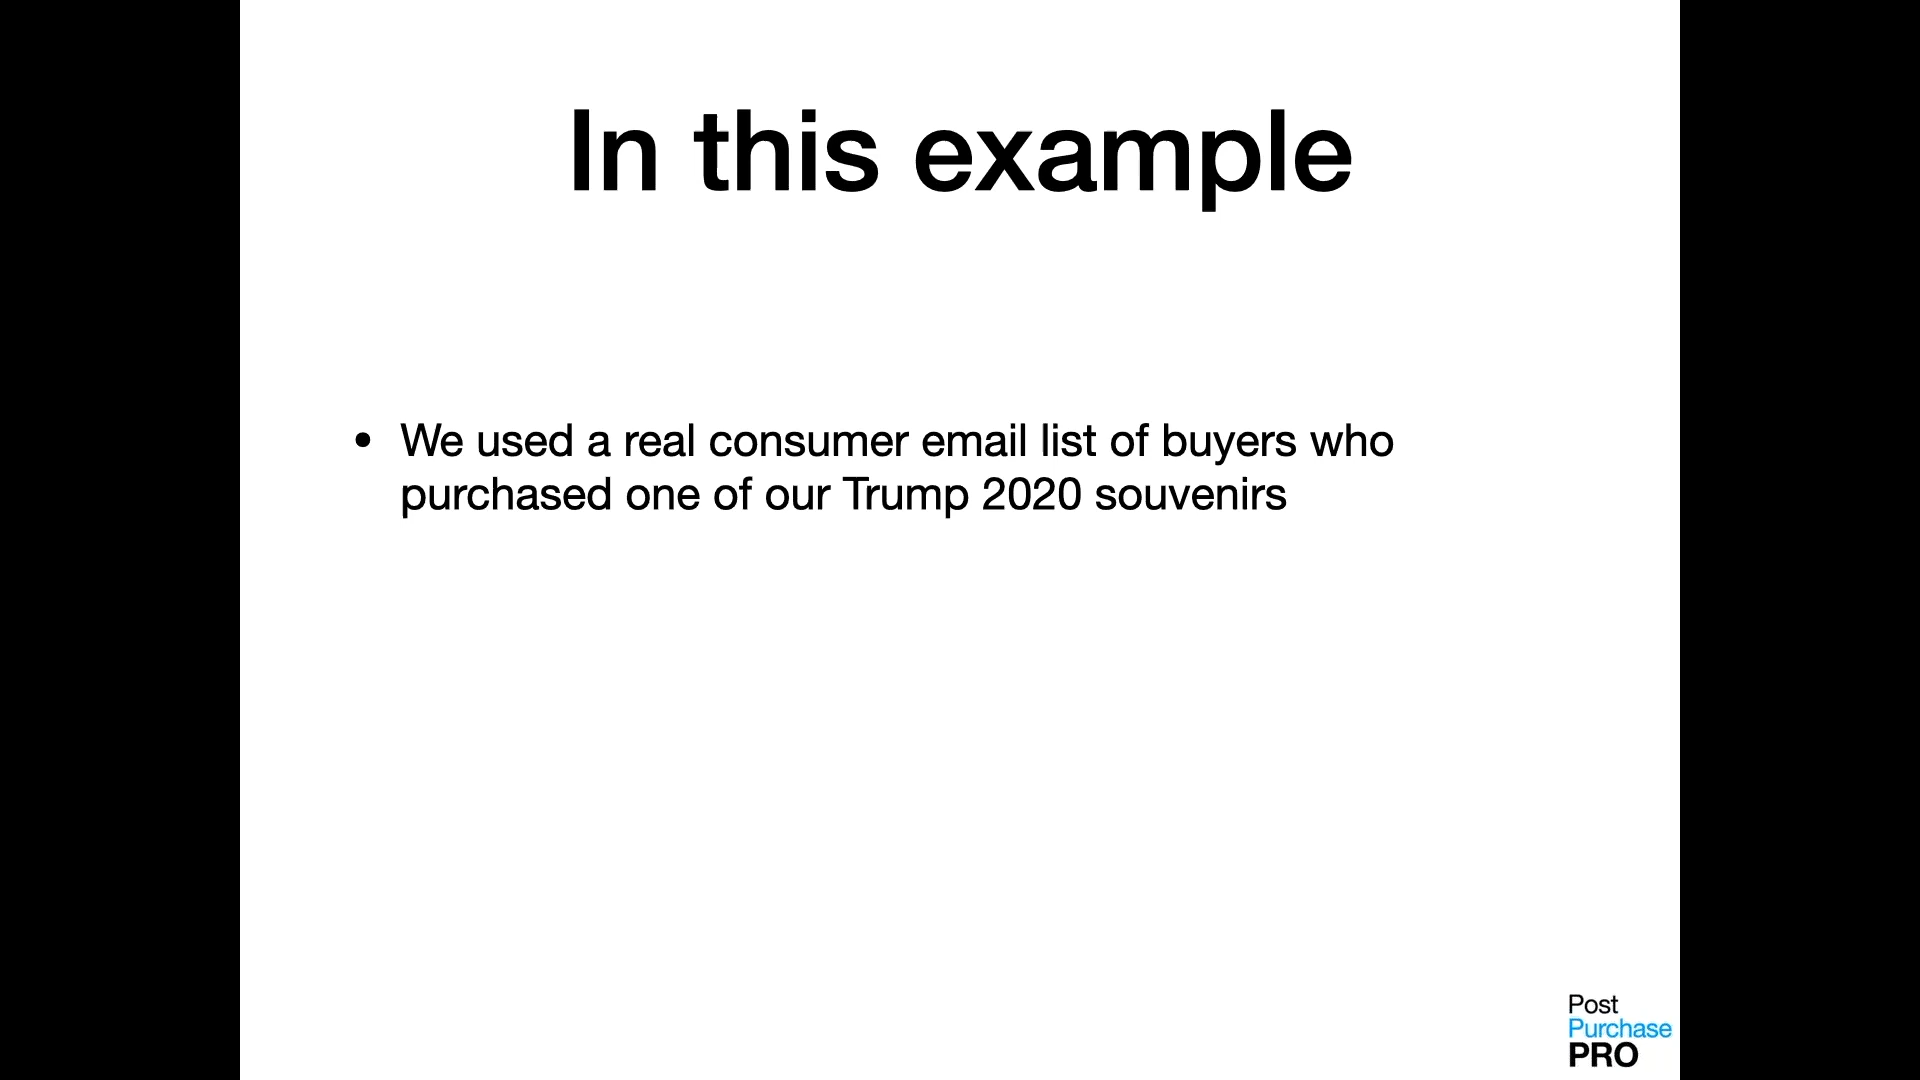 In this example
• We used a real consumer email list of buyers who
purchased one of our Trump 2020 souvenirs
Post
Purchase
PRO